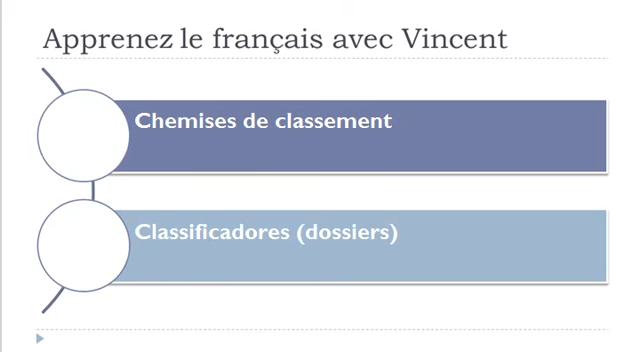 Apprenez le français avec Vincent
Chemises de classement
Classificadores (dossiers)